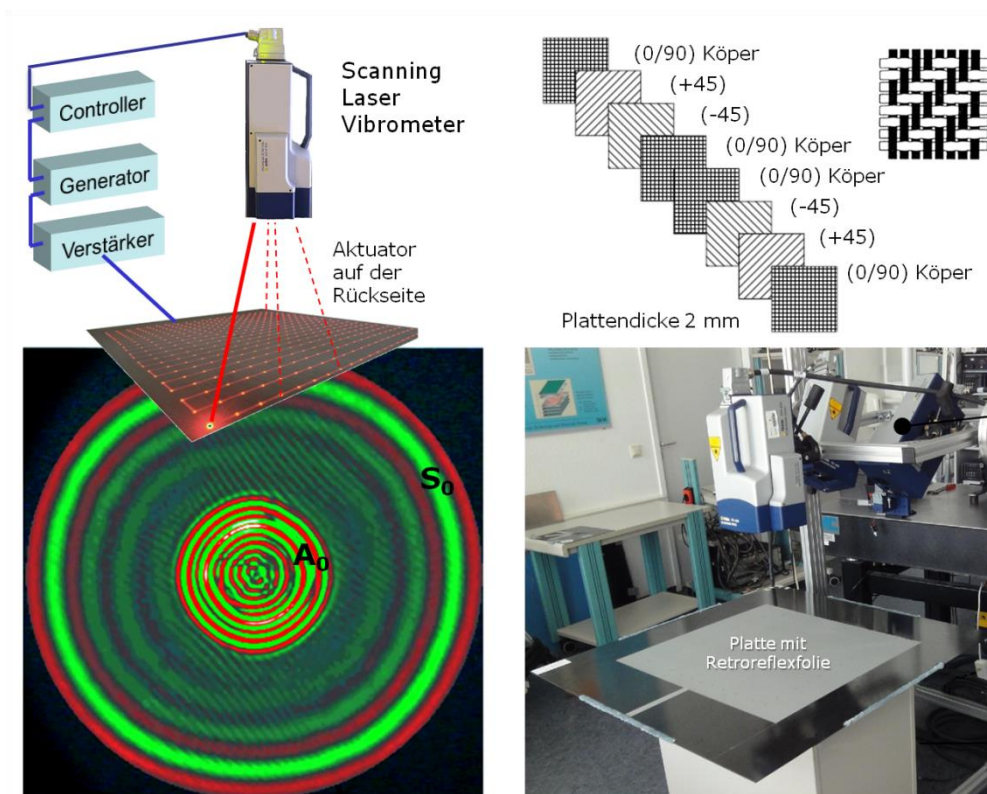 Controller
Generator
Verstärker
Scanning
Laser
Vibrometer
Aktuator
auf der
Rückseite
(0/90) Köper
(+45)
(-45)
(0/90) Köper
(0/90) Köper
(-45)
(+45)
(0/90) Köper
Plattendicke 2 mm
S₀
A₀
Platte mit
Retroreflexfolie